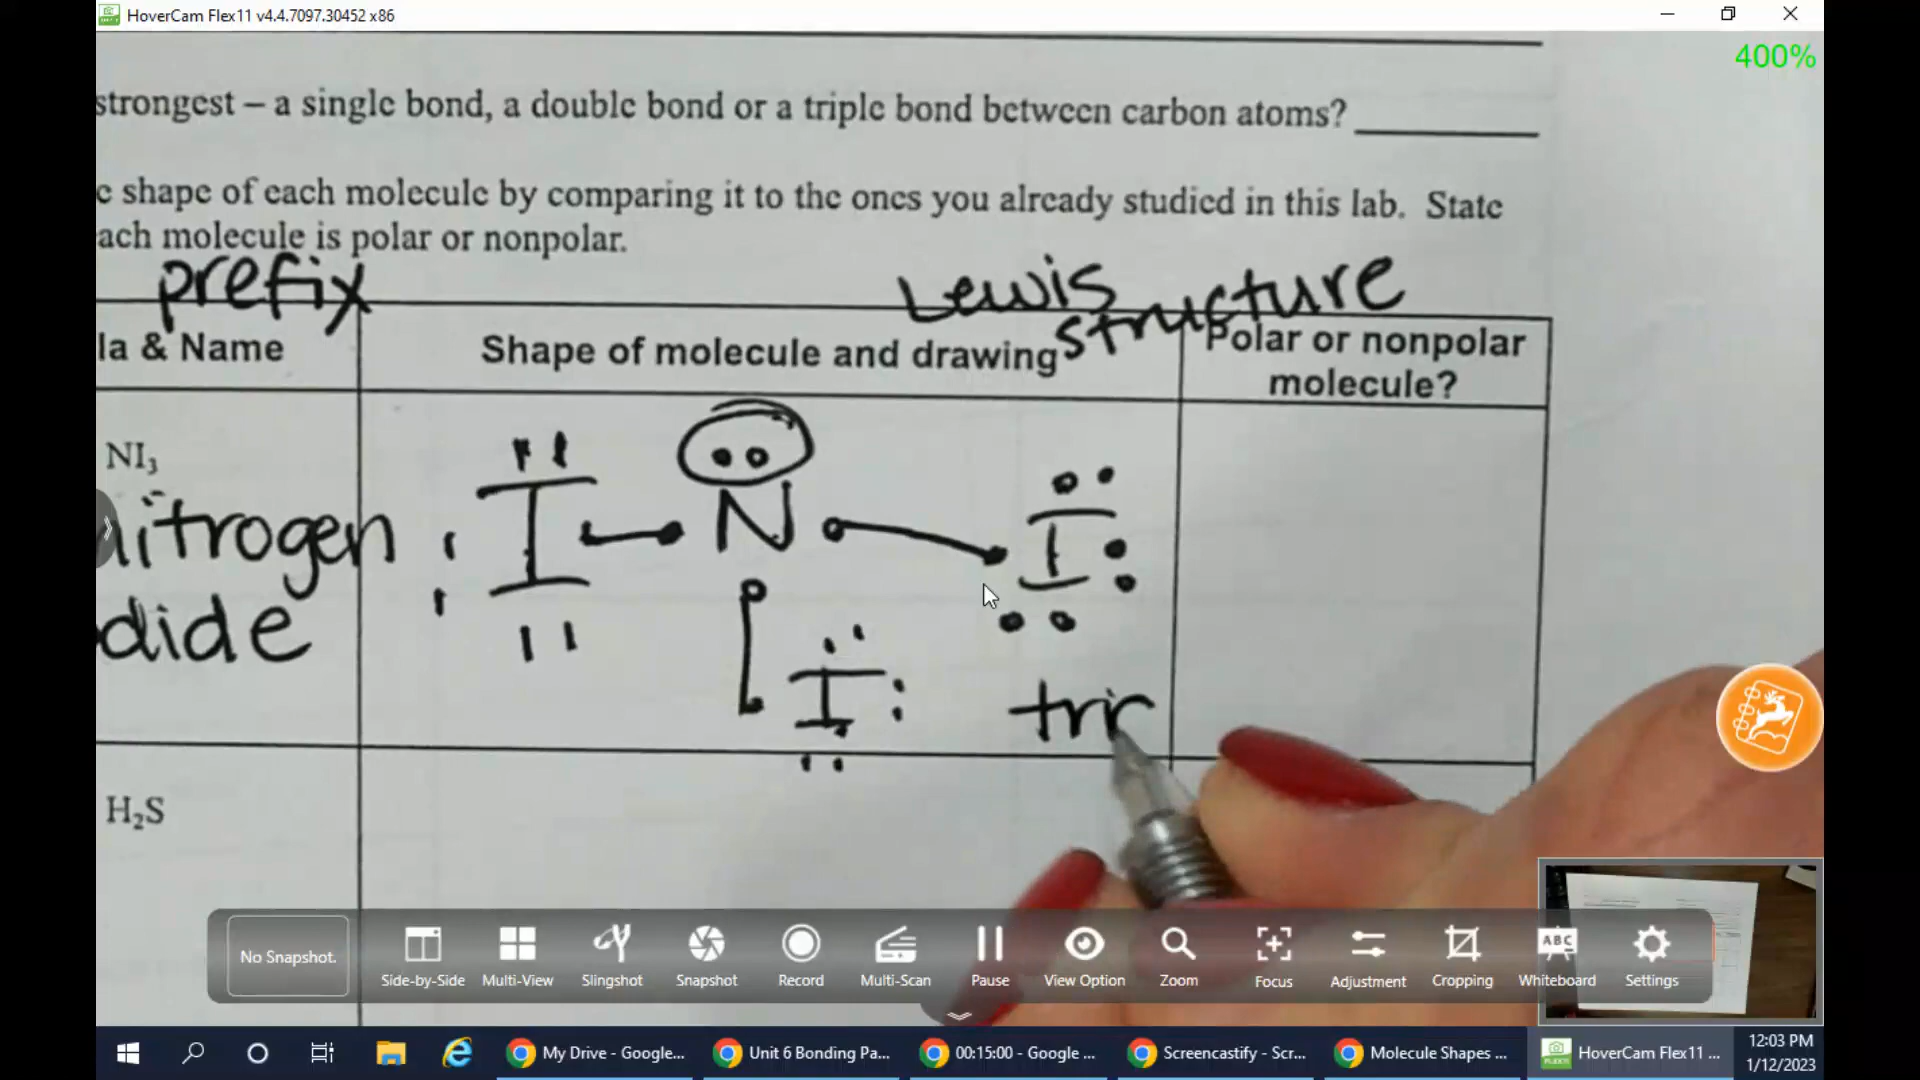 HoverCam Flex11 v4.4.7097.30452 x86
400%
strongest – a single bond, a double bond or a triple bond between carbon atoms?
e shape of each molecule by comparing it to the ones you already studied in this lab. State
ach molecule is polar or nonpolar.
prefix
Lewis
structure
la & Name
Shape of molecule and drawing
Polar or nonpolar
molecule?
NI₃
I N I
I
nitrogen
dide
trir
H₂S
No Snapshot.
Side-by-Side
Multi-View
Slingshot
Snapshot
Record
Multi-Scan
Pause
View Option
Zoom
Focus
Adjustment
Cropping
ABC
Whiteboard
Settings
My Drive - Google...
Unit 6 Bonding Pa...
00:15:00 - Google ...
Screencastify - Scr...
Molecule Shapes ...
HoverCam Flex11 ...
12:03 PM
1/12/2023